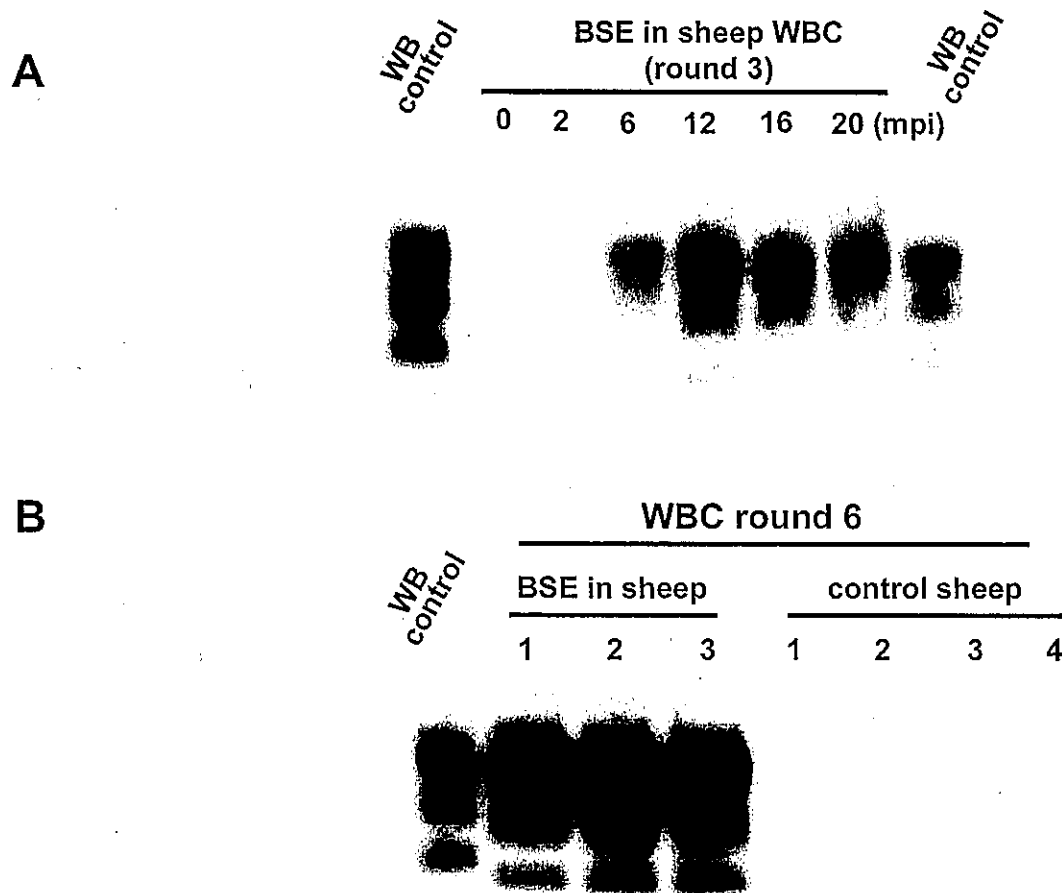 A
WB control
BSE in sheep WBC
(round 3)
WB control
0 2 6 12 16 20 (mpi)
B
WBC round 6
WB control
BSE in sheep
control sheep
1 2 3 1 2 3 4